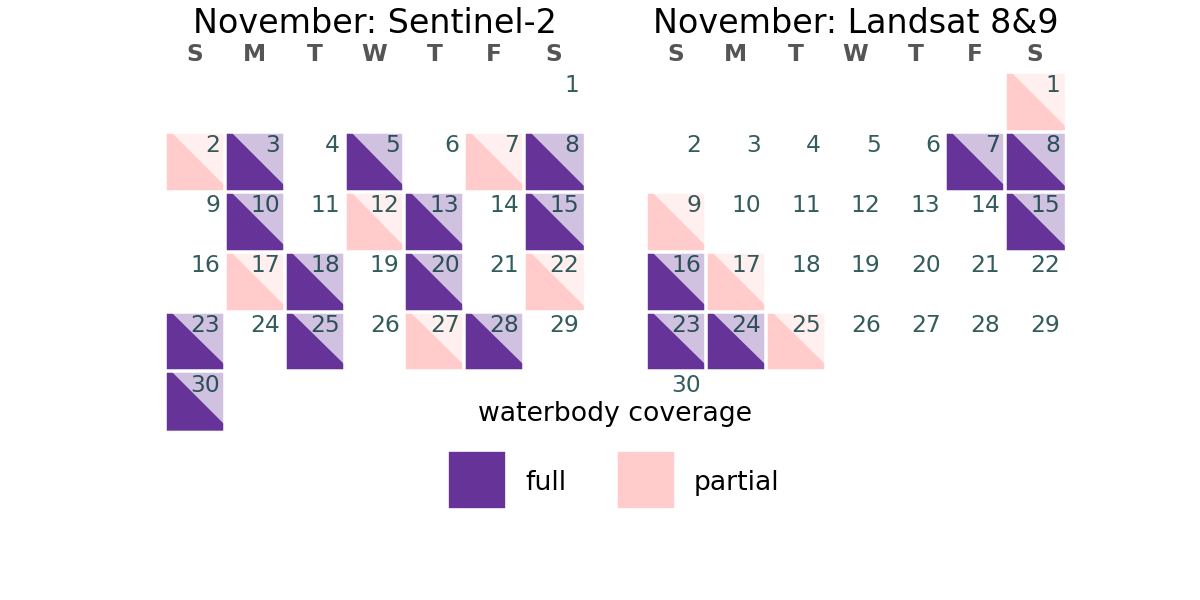 November: Sentinel-2
S M T W T F S
1
2 3 4 5 6 7 8
9 10 11 12 13 14 15
16 17 18 19 20 21 22
23 24 25 26 27 28 29
30
November: Landsat 8&9
S M T W T F S
1
2 3 4 5 6 7 8
9 10 11 12 13 14 15
16 17 18 19 20 21 22
23 24 25 26 27 28 29
30
waterbody coverage
full partial